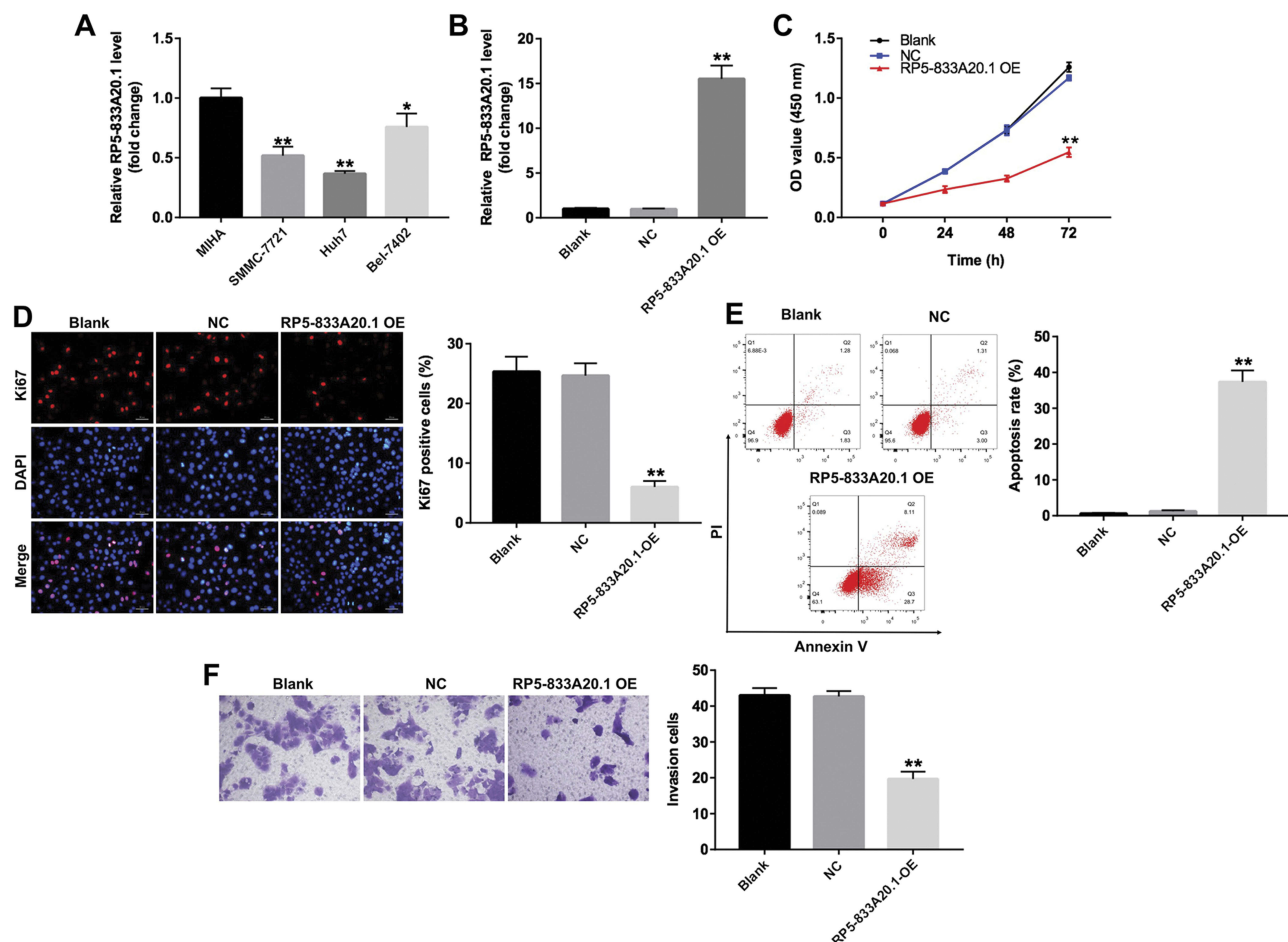 A
Relative RP5-833A20.1 level
(fold change)
1.5
1.0
0.5
0.0
**
**
*
MIHA
SMMC-7721
Huh7
Bel-7402
B
Relative RP5-833A20.1 level
(fold change)
20
15
10
5
0
**
Blank
NC
RP5-833A20.1 OE
C
OD value (450 nm)
1.5
1.0
0.5
0.0
Blank
NC
RP5-833A20.1 OE
**
0
24
48
72
Time (h)
D
Blank
NC
RP5-833A20.1 OE
Ki67
DAPI
Merge
Ki67 positive cells (%)
30
20
10
0
**
Blank
NC
RP5-833A20.1-OE
E
Blank
NC
Q1
6.88E-3
Q2
1.28
Q4
96.9
Q3
1.83
Q1
0.068
Q2
1.31
Q4
95.6
Q3
3.00
RP5-833A20.1 OE
Q1
0.089
Q2
8.11
Q4
63.1
Q3
28.7
PI
Annexin V
Apoptosis rate (%)
50
40
30
20
10
0
**
Blank
NC
RP5-833A20.1-OE
F
Blank
NC
RP5-833A20.1 OE
Invasion cells
50
40
30
20
10
0
**
Blank
NC
RP5-833A20.1-OE